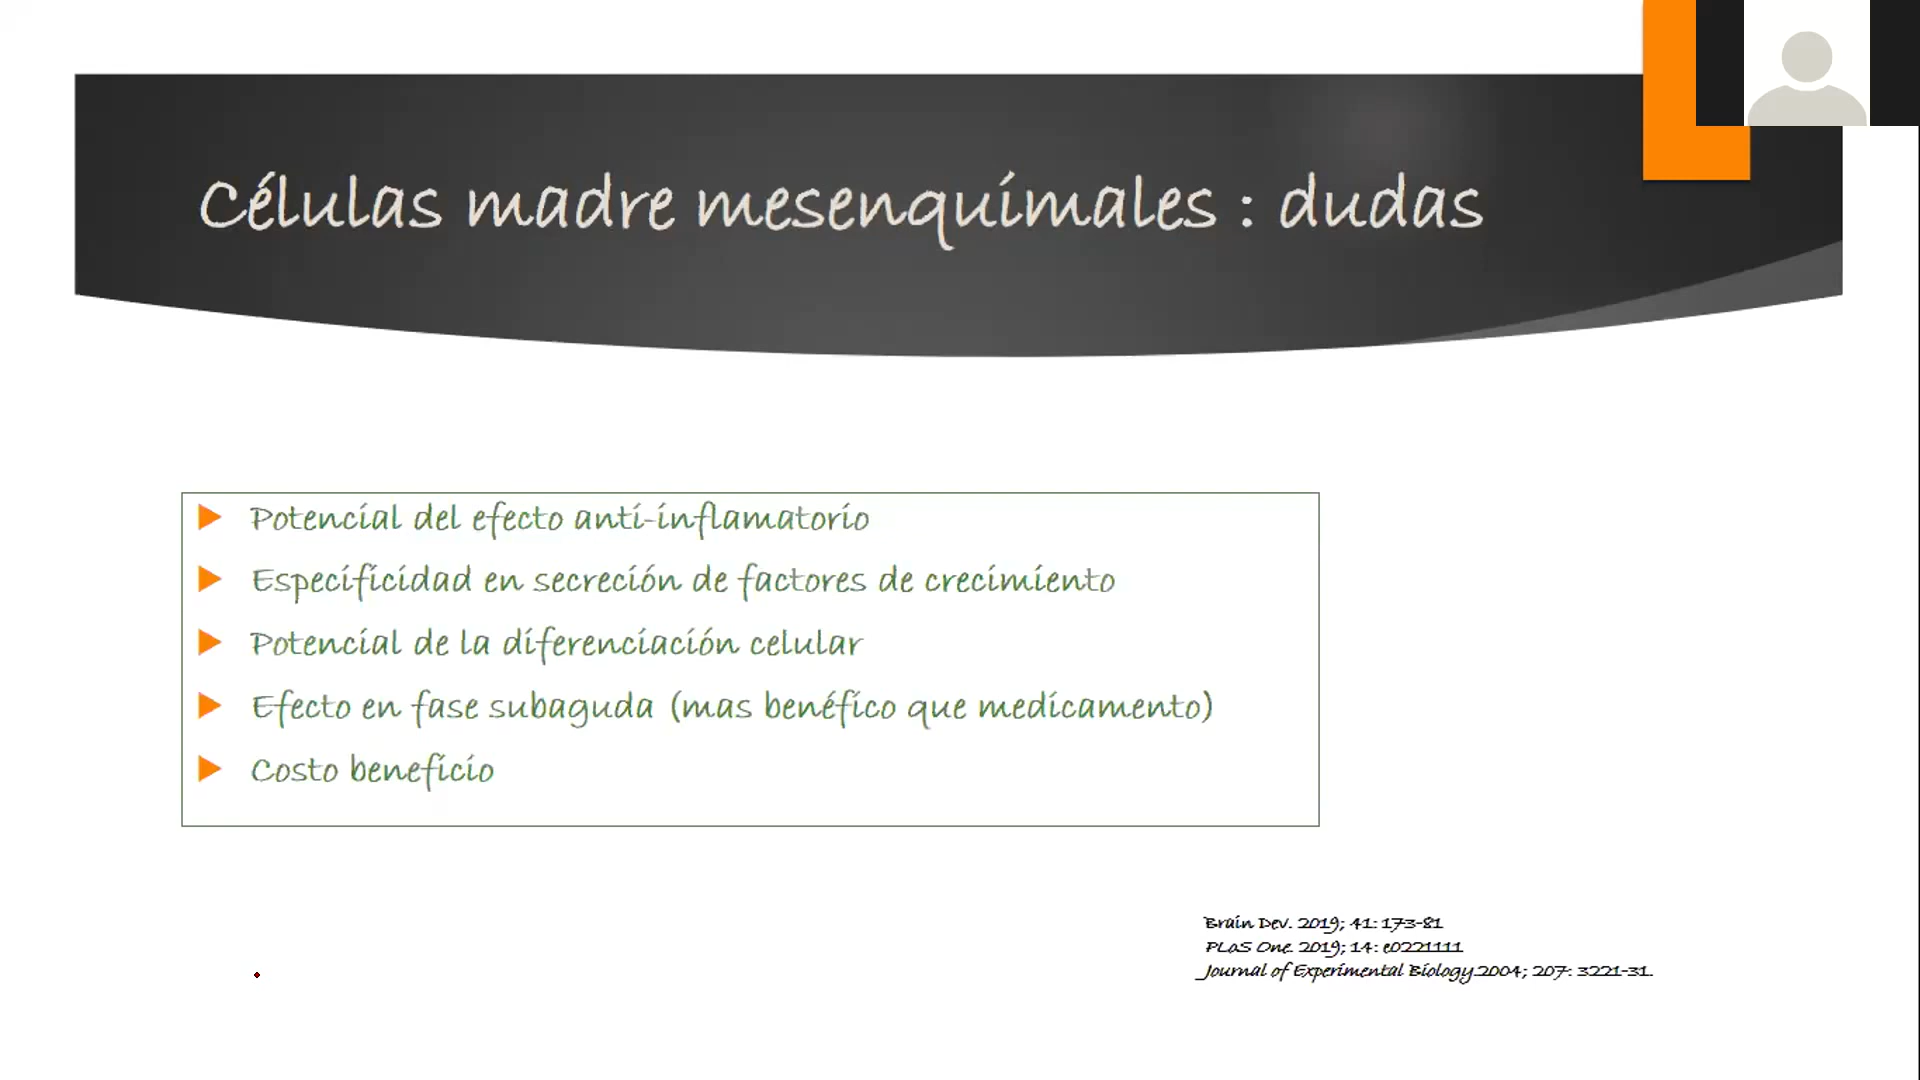 Células madre mesenquimales : dudas
Potencial del efecto anti-inflamatorio
Especificidad en secreción de factores de crecimiento
Potencial de la diferenciación celular
Efecto en fase subaguda (mas benéfico que medicamento)
Costo beneficio
Brain Dev. 2019; 41: 173-81
PLoS One. 2019; 14: e0221111
Journal of Experimental Biology.2004; 207: 3221-31.